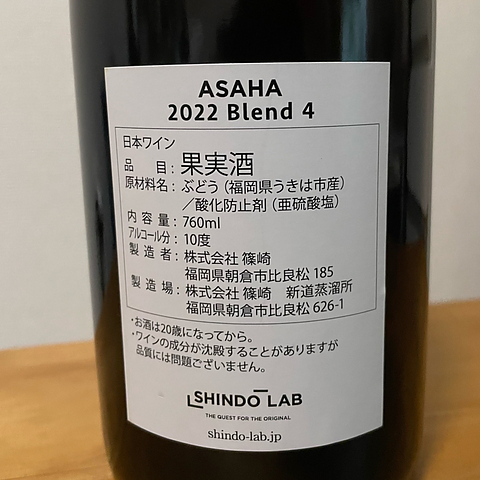 ASAHA
2022 Blend 4
日本ワイン
品　　目：果実酒
原材料名：ぶどう（福岡県うきは市産）
／酸化防止剤（亜硫酸塩）
内 容 量：760ml
アルコール分：10度
製 造 者：株式会社 篠崎
福岡県朝倉市比良松 185
製 造 場：株式会社 篠崎　新道蒸溜所
福岡県朝倉市比良松 626-1
・お酒は20歳になってから。
・ワインの成分が沈殿することがありますが
品質には問題ございません。
SHINDO LAB
THE QUEST FOR THE ORIGINAL
shindo-lab.jp